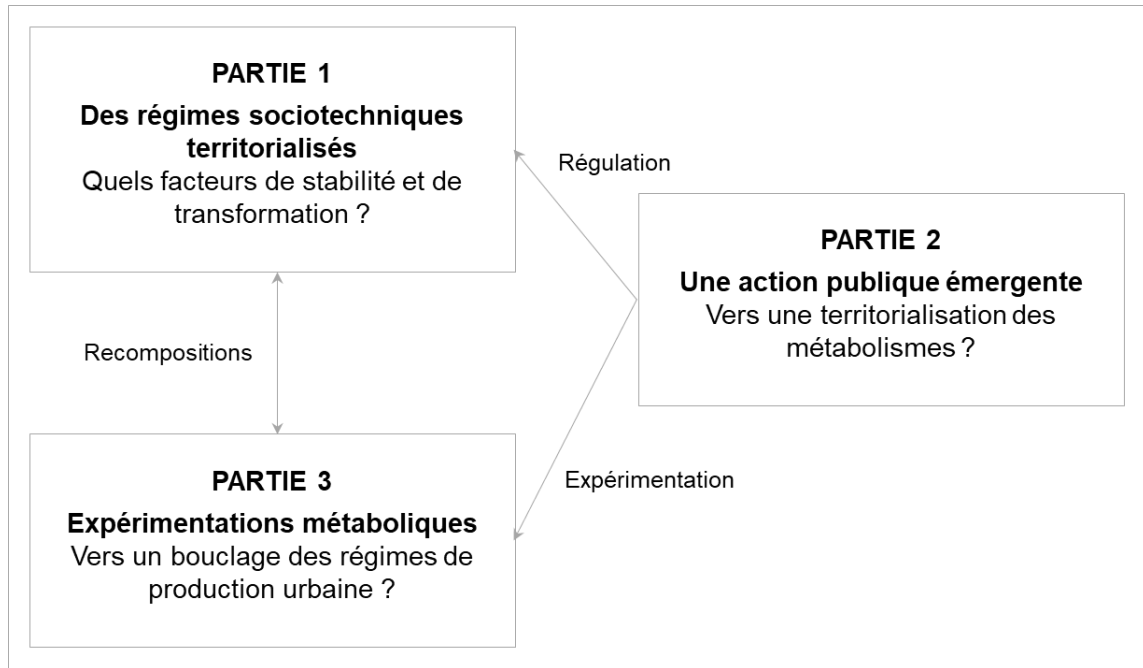 PARTIE 1
Des régimes sociotechniques
territorialisés
Quels facteurs de stabilité et de
transformation ?
Régulation
PARTIE 2
Une action publique émergente
Vers une territorialisation des
métabolismes ?
Recompositions
PARTIE 3
Expérimentations métaboliques
Vers un bouclage des régimes de
production urbaine ?
Expérimentation